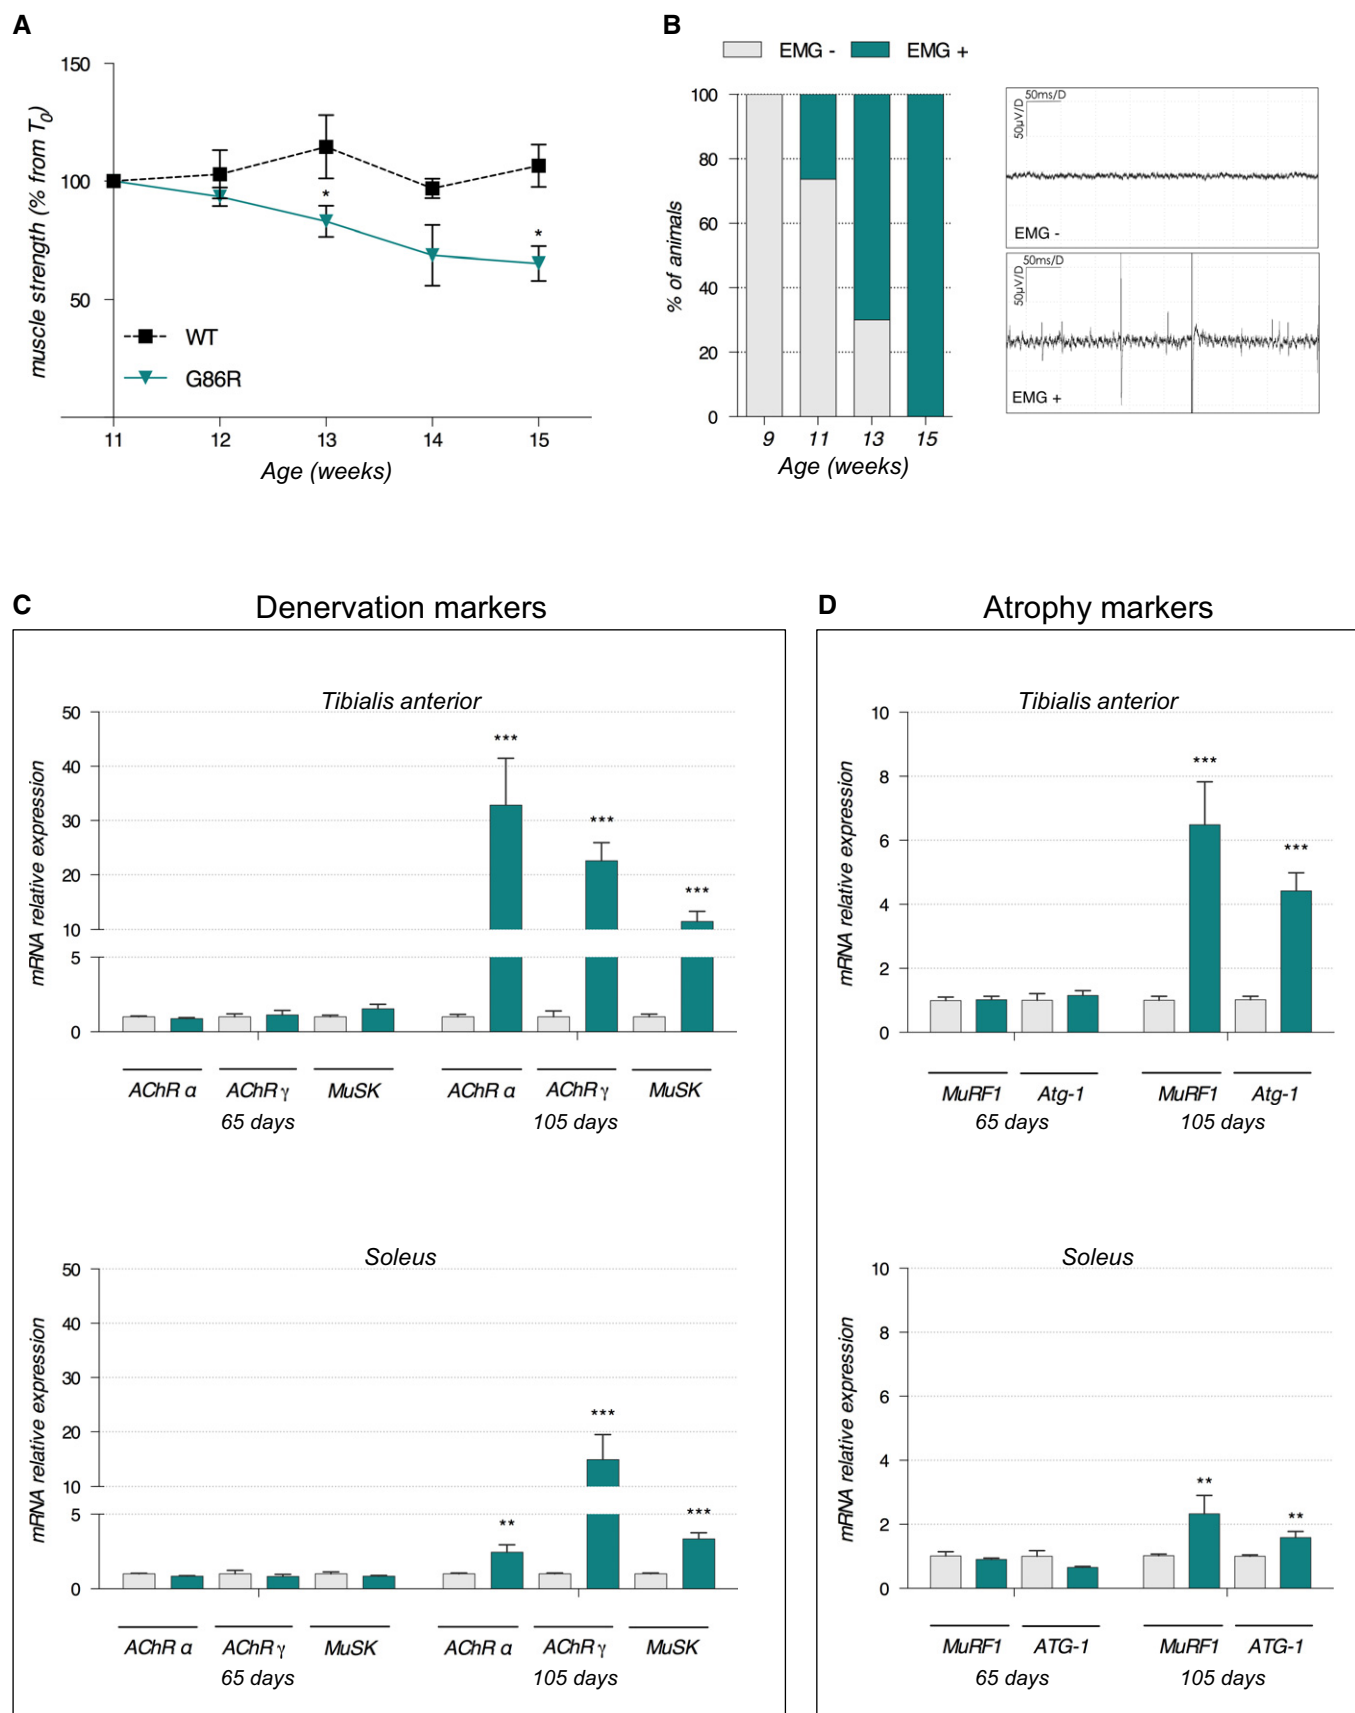 A
150
100
50
muscle strength (% from T0)
*
*
WT
G86R
11 12 13 14 15
Age (weeks)
B
EMG - EMG +
100
80
60
40
20
0
% of animals
9 11 13 15
Age (weeks)
50ms/D
50µV/D
EMG -
50ms/D
50µV/D
EMG +
C Denervation markers
Tibialis anterior
50
40
30
20
10
5
0
mRNA relative expression
***
***
***
AChR α AChR γ MuSK AChR α AChR γ MuSK
65 days 105 days
Soleus
50
40
30
20
10
5
0
mRNA relative expression
**
***
***
AChR α AChR γ MuSK AChR α AChR γ MuSK
65 days 105 days
D Atrophy markers
Tibialis anterior
10
8
6
4
2
0
mRNA relative expression
***
***
MuRF1 Atg-1 MuRF1 Atg-1
65 days 105 days
Soleus
10
8
6
4
2
0
mRNA relative expression
**
**
MuRF1 ATG-1 MuRF1 ATG-1
65 days 105 days